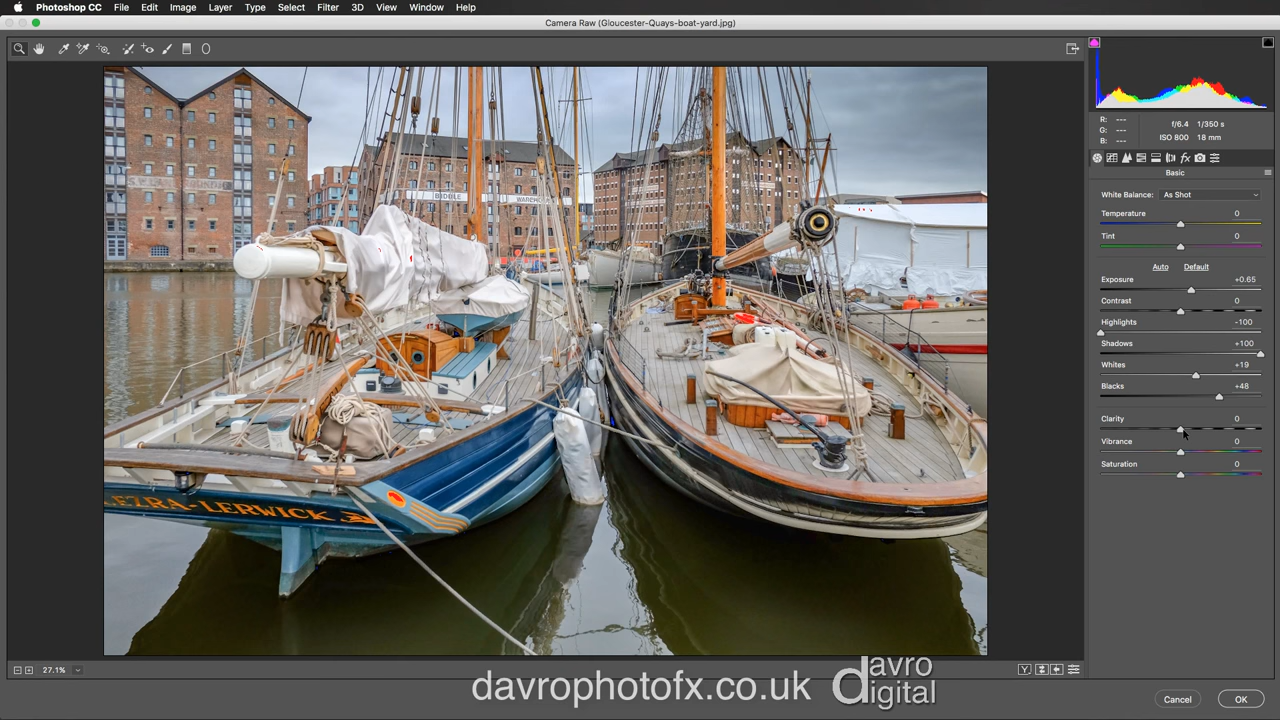 Photoshop CC File Edit Image Layer Type Select Filter 3D View Window Help
Camera Raw (Gloucester-Quays-boat-yard.jpg)
R: ---
G: ---
B: ---
f/6.4 1/350 s
ISO 800 18 mm
Basic
White Balance: As Shot
Temperature 0
Tint 0
Auto Default
Exposure +0.65
Contrast 0
Highlights -100
Shadows +100
Whites +19
Blacks +48
Clarity 0
Vibrance 0
Saturation 0
BIDDLE
EZRA-LERWICK
27.1%
Y
davrophotofx.co.uk
davro
digital
Cancel OK